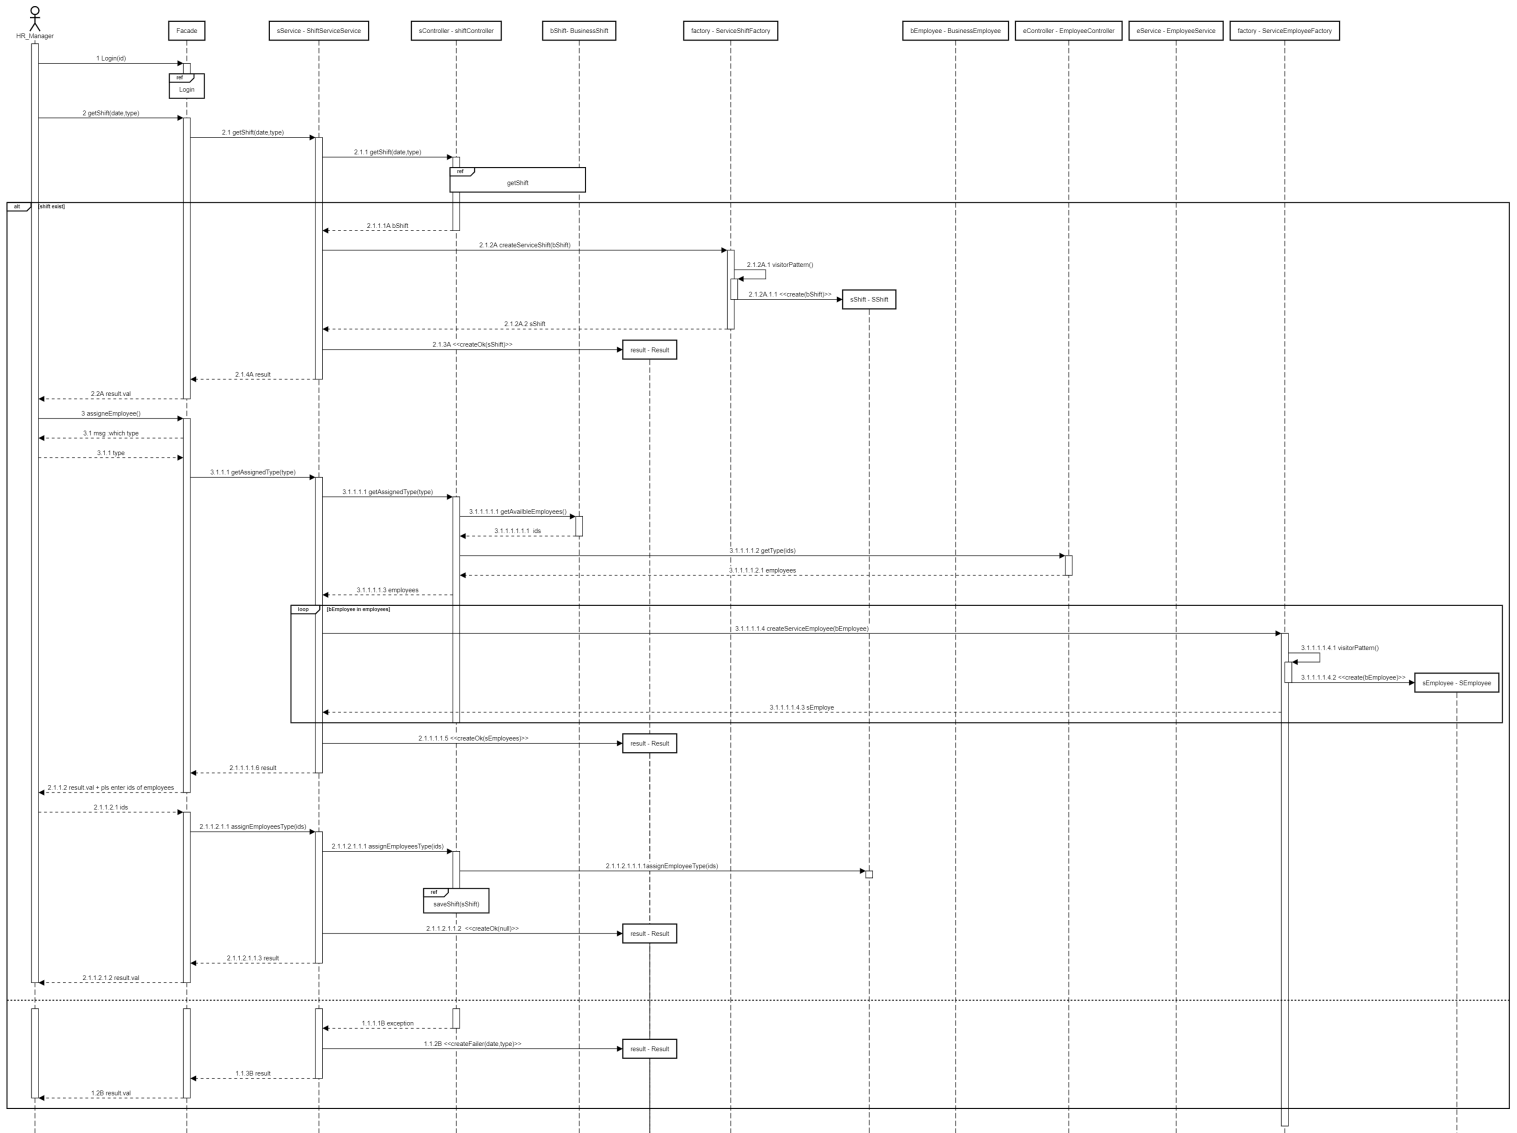 HR_Manager
Facade
sService - ShiftServiceService
sController - shiftController
bShift- BusinessShift
factory - ServiceShiftFactory
bEmployee - BusinessEmployee
eController - EmployeeController
eService - EmployeeService
factory - ServiceEmployeeFactory
1 Login(id)
ref
Login
2 getShift(date,type)
2.1 getShift(date,type)
2.1.1 getShift(date,type)
ref
getShift
alt
[shift exist]
2.1.1.1A bShift
2.1.2A createServiceShift(bShift)
2.1.2A.1 visitorPattern()
2.1.2A.1.1 <<create(bShift)>>
sShift - SShift
2.1.2A.2 sShift
2.1.3A <<createOk(sShift)>>
result - Result
2.1.4A result
2.2A result.val
3 assigneEmployee()
3.1 msg :which type
3.1.1 type
3.1.1.1 getAssignedType(type)
3.1.1.1.1 getAssignedType(type)
3.1.1.1.1.1 getAvailbleEmployees()
3.1.1.1.1.1.1 ids
3.1.1.1.1.2 getType(ids)
3.1.1.1.1.2.1 employees
3.1.1.1.1.3 employees
loop
[bEmployee in employees]
3.1.1.1.1.4 createServiceEmployee(bEmployee)
3.1.1.1.1.4.1 visitorPattern()
3.1.1.1.1.4.2 <<create(bEmployee)>>
sEmployee - SEmployee
3.1.1.1.1.4.3 sEmploye
2.1.1.1.1.5 <<createOk(sEmployees)>>
result - Result
2.1.1.1.1.6 result
2.1.1.2 result.val + pls enter ids of employees
2.1.1.2.1 ids
2.1.1.2.1.1 assignEmployeesType(ids)
2.1.1.2.1.1.1 assignEmployeesType(ids)
2.1.1.2.1.1.1.1assignEmployeeType(ids)
ref
saveShift(sShift)
2.1.1.2.1.1.2 <<createOk(null)>>
result - Result
2.1.1.2.1.1.3 result
2.1.1.2.1.2 result.val
1.1.1.1B exception
1.1.2B <<createFailer(date,type)>>
result - Result
1.1.3B result
1.2B result.val